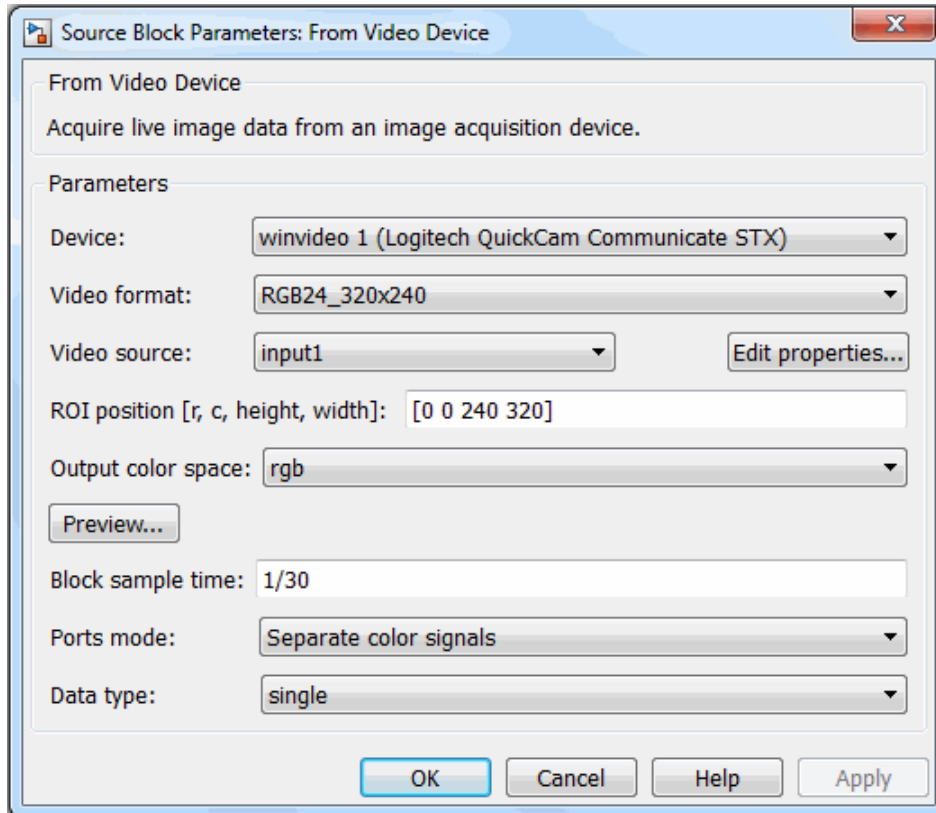 Source Block Parameters: From Video Device
From Video Device
Acquire live image data from an image acquisition device.
Parameters
Device: winvideo 1 (Logitech QuickCam Communicate STX)
Video format: RGB24_320x240
Video source: input1 Edit properties...
ROI position [r, c, height, width]: [0 0 240 320]
Output color space: rgb
Preview...
Block sample time: 1/30
Ports mode: Separate color signals
Data type: single
OK Cancel Help Apply